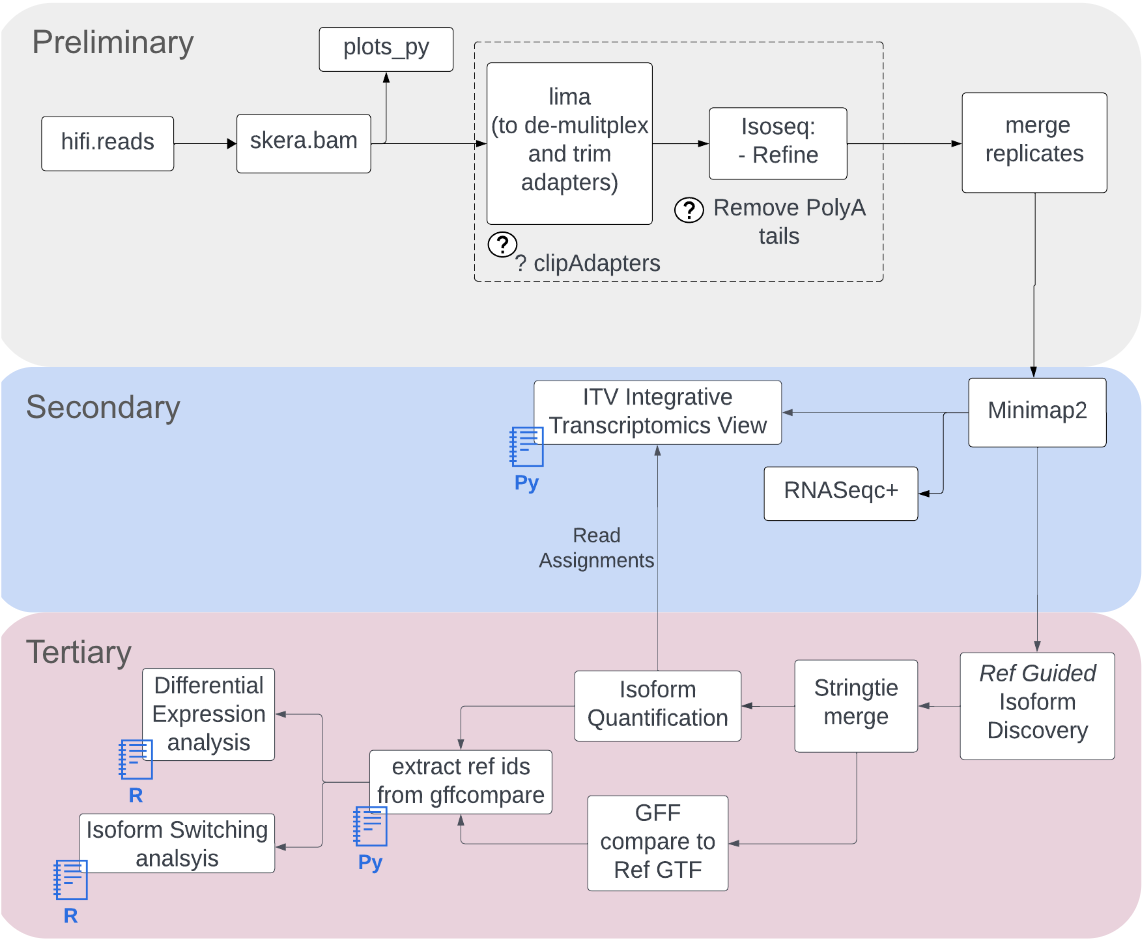 Preliminary
plots_py
hifi.reads
skera.bam
lima
(to de-mulitplex
and trim
adapters)
Isoseq:
- Refine
merge
replicates
?
? clipAdapters
?
Remove PolyA
tails
Secondary
ITV Integrative
Transcriptomics View
Py
Minimap2
RNASeqc+
Read
Assignments
Tertiary
Differential
Expression
analysis
R
Isoform Switching
analsyis
R
extract ref ids
from gffcompare
Py
Isoform
Quantification
Stringtie
merge
Ref Guided
Isoform
Discovery
GFF
compare to
Ref GTF